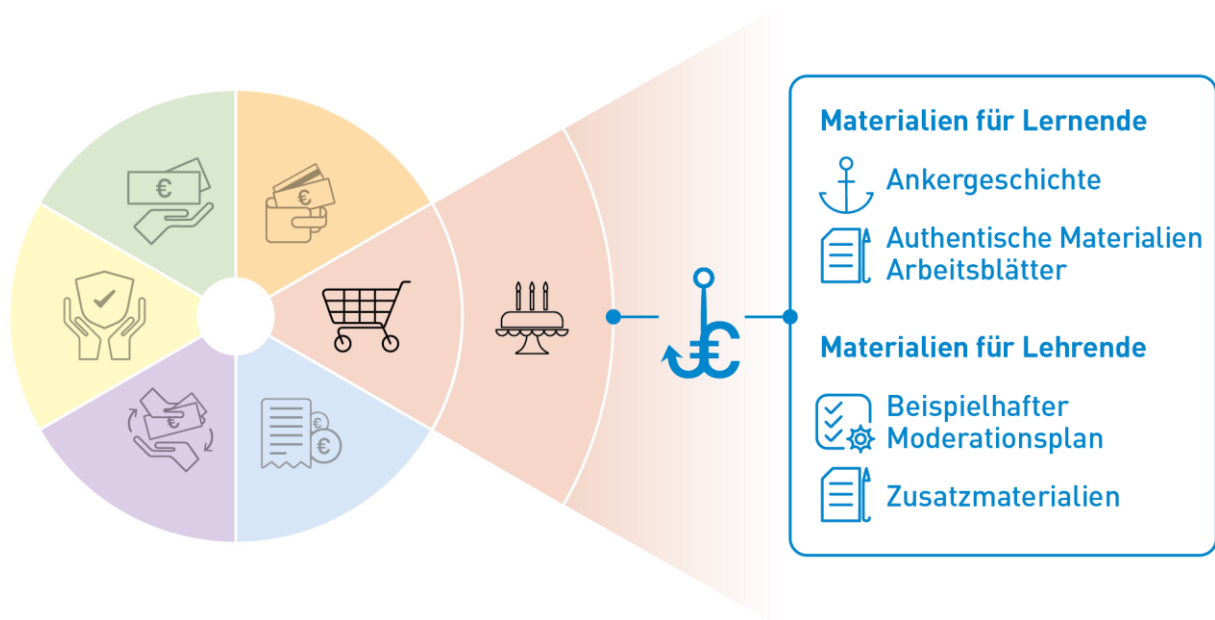 Materialien für Lernende
Ankergeschichte
Authentische Materialien
Arbeitsblätter
Materialien für Lehrende
Beispielhafter
Moderationsplan
Zusatzmaterialien
€
€
€
€
€